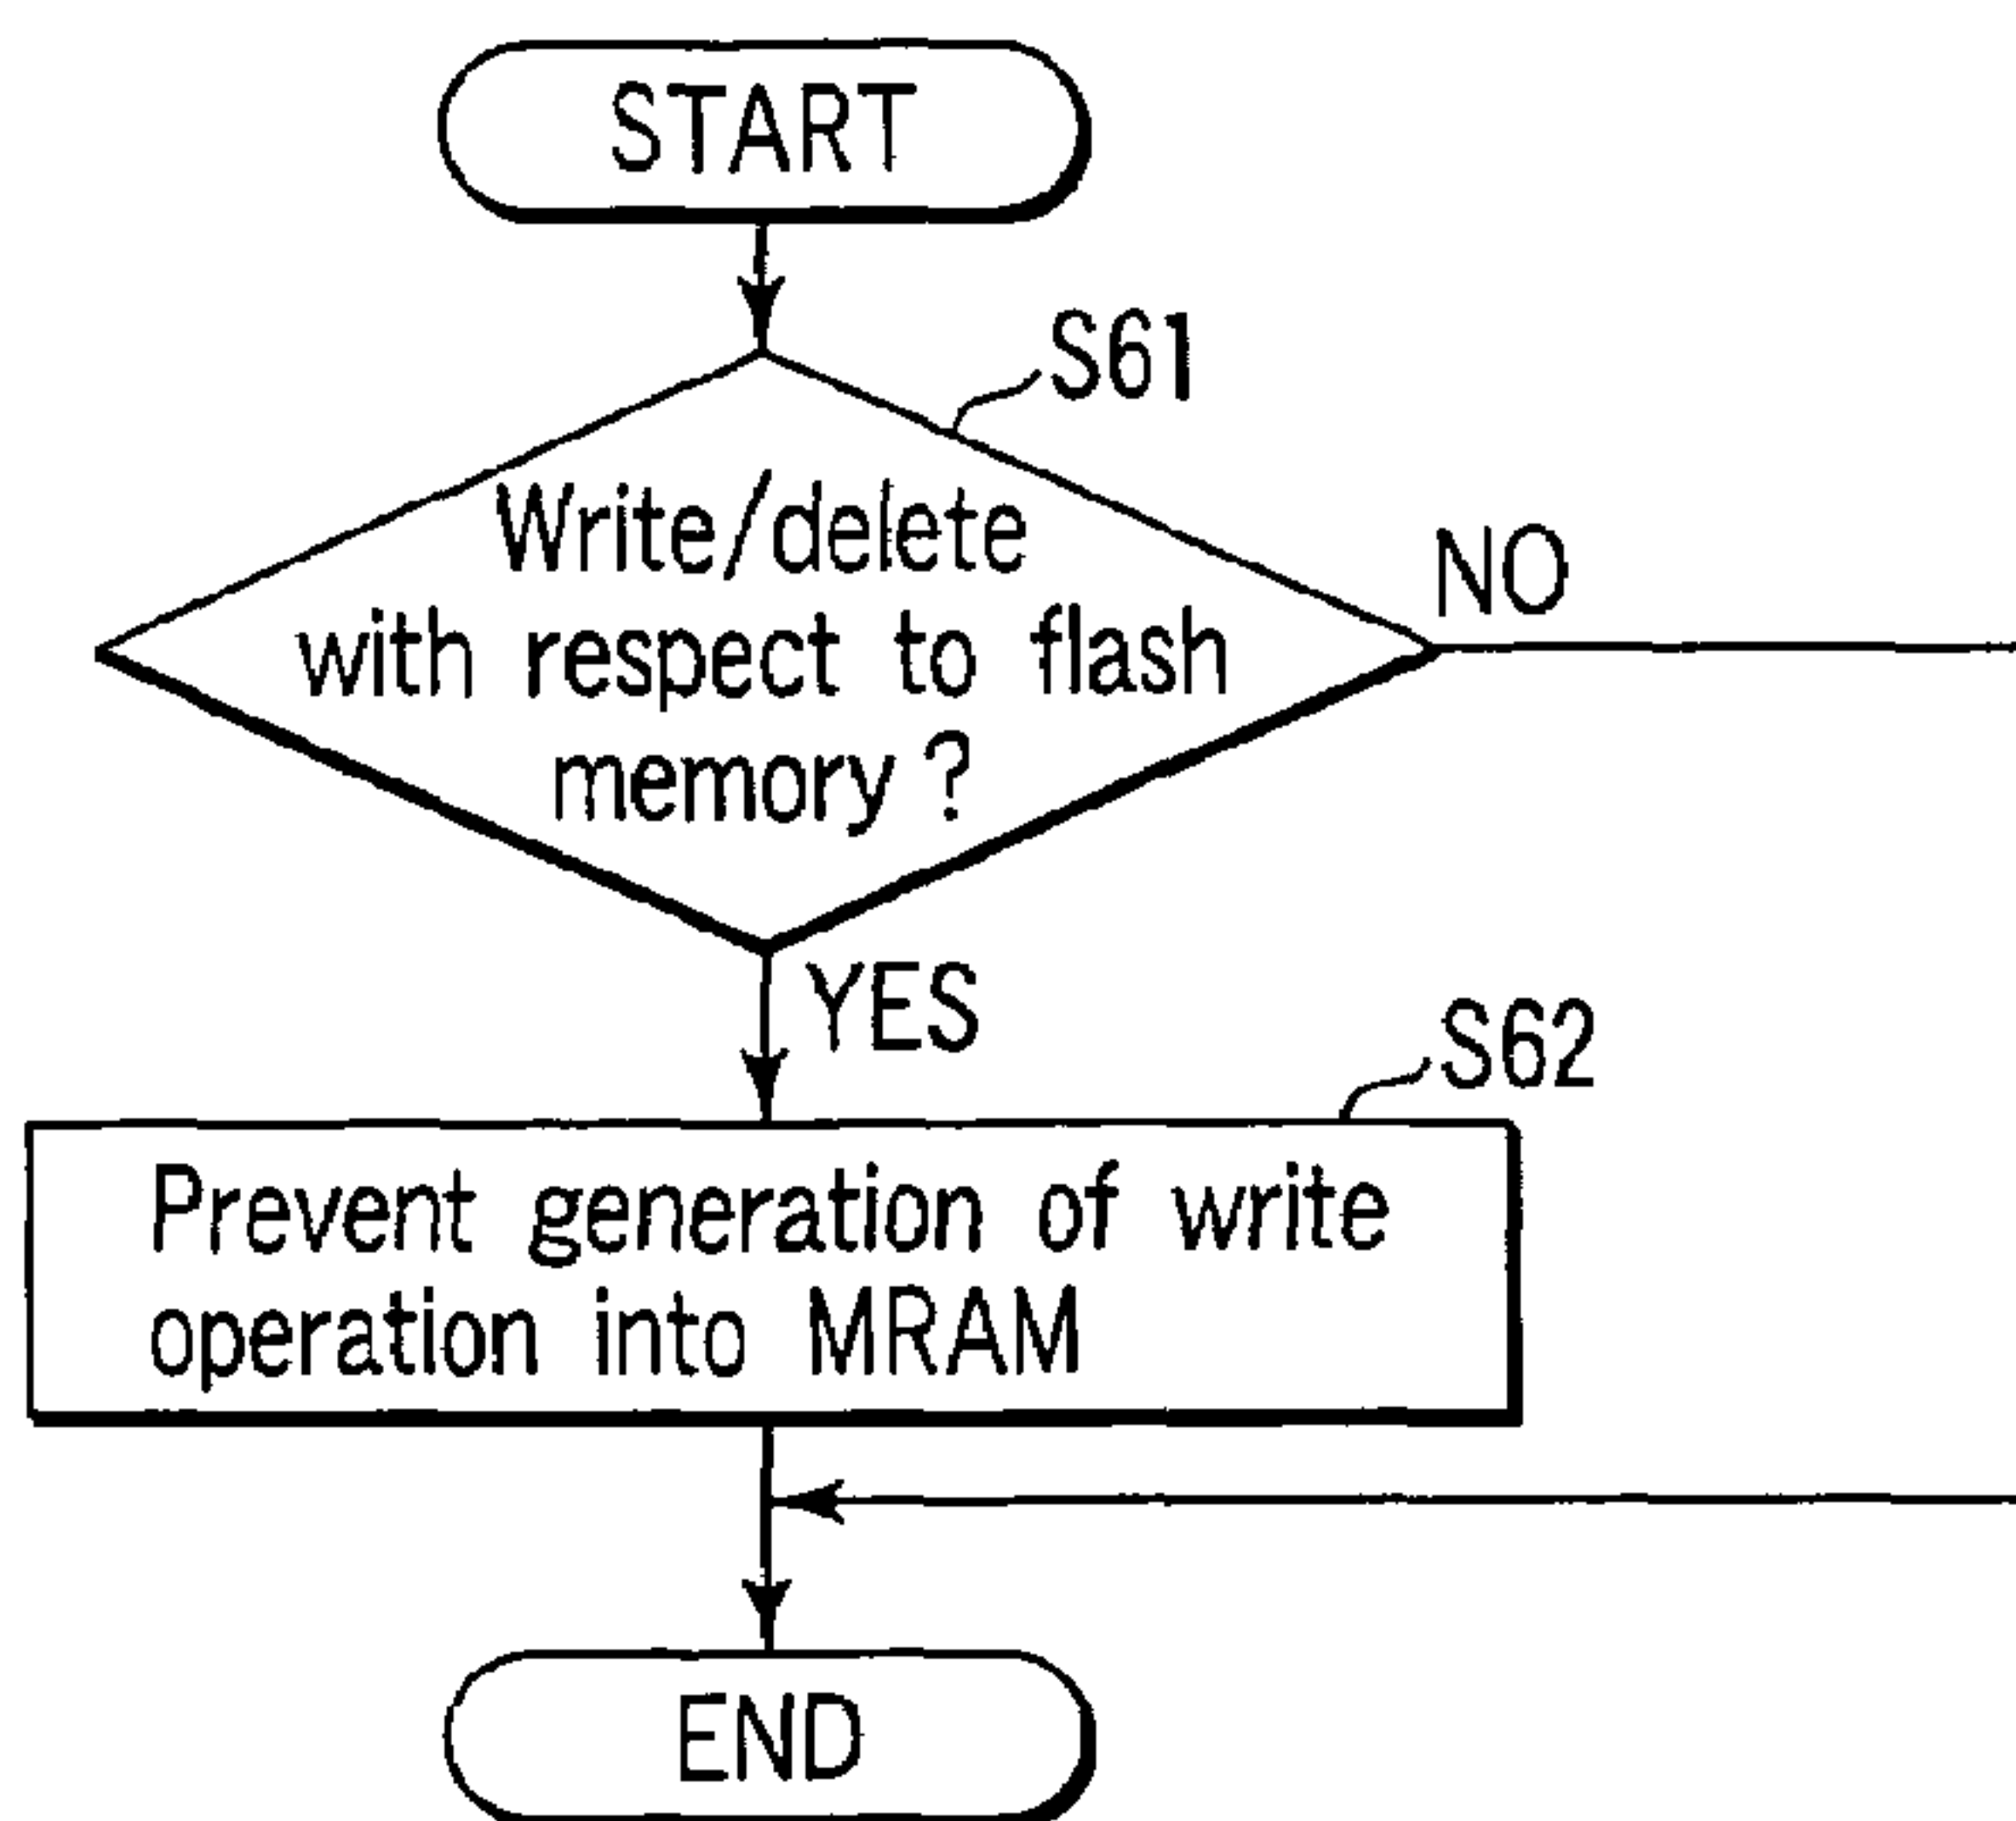 START
S61
Write/delete
with respect to flash
memory ?
NO
YES
S62
Prevent generation of write
operation into MRAM
END